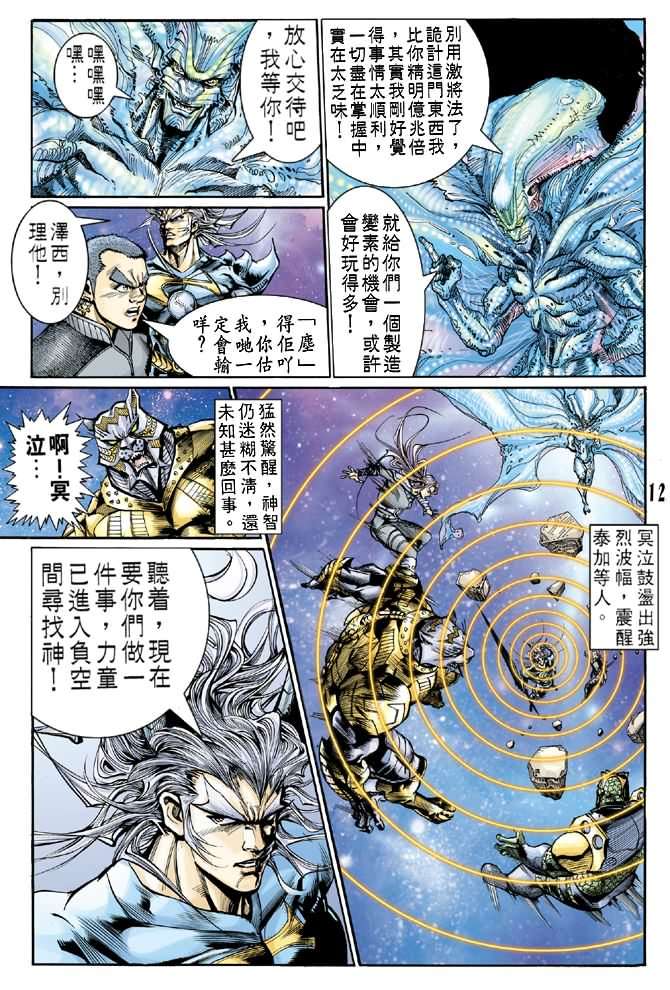 別用激將法了，
詭計這門東西我
比你精明億兆倍
，其實我剛好覺
得事情太順利，
一切盡在掌握中
實在太乏味！
就給你們一個製造
變素的機會，或許
會好玩得多！
放心交待吧
，我等你！
嘿嘿嘿
嘿…
「塵」
得佢吖
，你估
我哋一
定會輸
咩？
澤西，別
理他！
猛然驚醒，神智
仍迷糊不清，還
未知甚麼回事。
啊！冥
泣…
12
冥泣鼓盪出強
烈波幅，震醒
泰加等人。
聽着，現在
要你們做一
件事，力童
已進入負空
間尋找神！